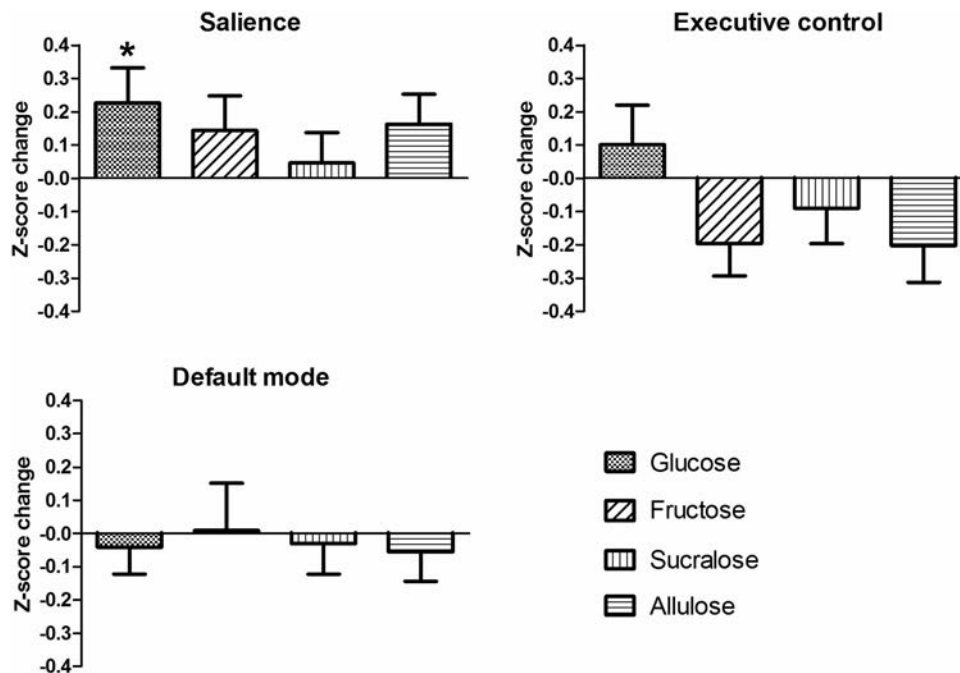 Salience
*
Z-score change
0.4
0.3
0.2
0.1
-0.0
-0.1
-0.2
-0.3
-0.4
Executive control
Z-score change
0.4
0.3
0.2
0.1
-0.0
-0.1
-0.2
-0.3
-0.4
Default mode
Z-score change
0.4
0.3
0.2
0.1
-0.0
-0.1
-0.2
-0.3
-0.4
Glucose
Fructose
Sucralose
Allulose